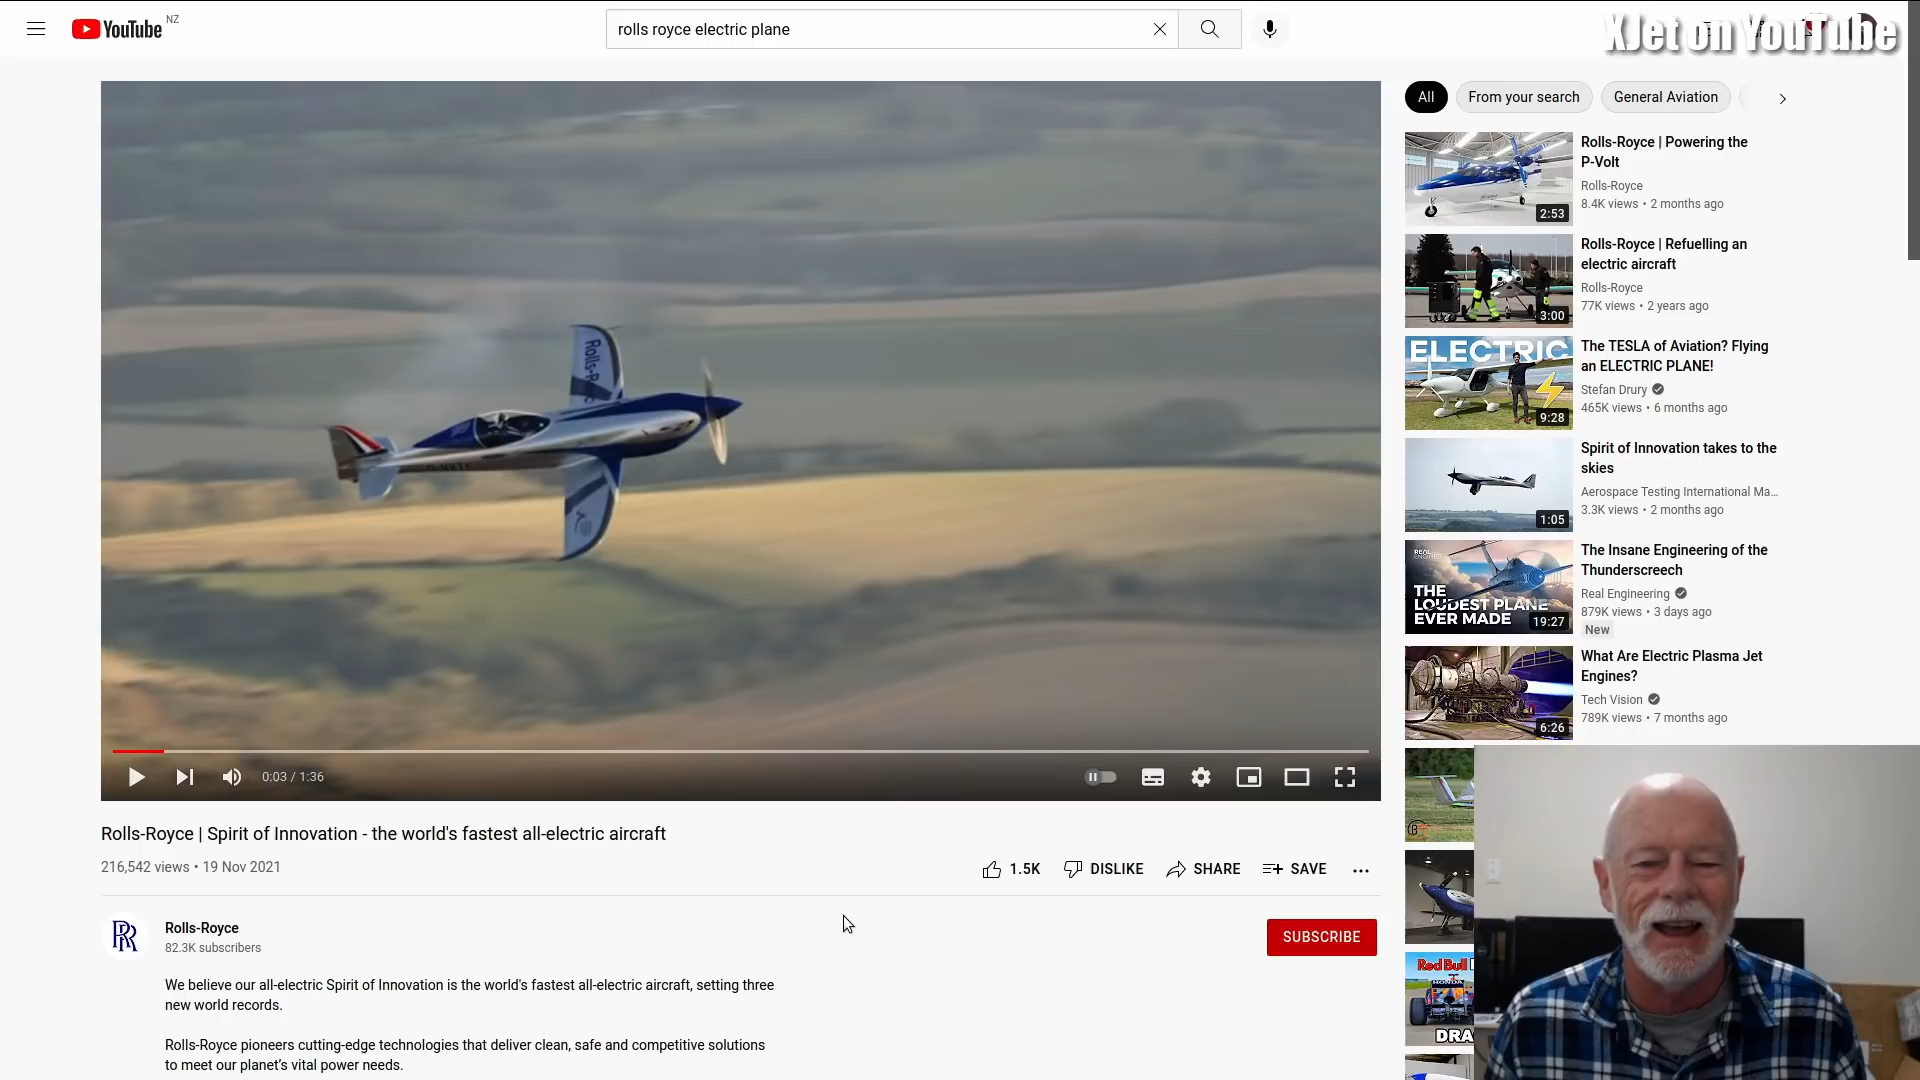 YouTube NZ
rolls royce electric plane
XJet on YouTube
All
From your search
General Aviation
Rolls-R
0:03 / 1:36
Rolls-Royce | Spirit of Innovation - the world's fastest all-electric aircraft
216,542 views • 19 Nov 2021
1.5K
DISLIKE
SHARE
SAVE
Rolls-Royce
82.3K subscribers
SUBSCRIBE
We believe our all-electric Spirit of Innovation is the world's fastest all-electric aircraft, setting three
new world records.
Rolls-Royce pioneers cutting-edge technologies that deliver clean, safe and competitive solutions
to meet our planet's vital power needs.
2:53
Rolls-Royce | Powering the
P-Volt
Rolls-Royce
8.4K views • 2 months ago
3:00
Rolls-Royce | Refuelling an
electric aircraft
Rolls-Royce
77K views • 2 years ago
ELECTRIC
9:28
The TESLA of Aviation? Flying
an ELECTRIC PLANE!
Stefan Drury
465K views • 6 months ago
1:05
Spirit of Innovation takes to the
skies
Aerospace Testing International Ma...
3.3K views • 2 months ago
REAL
THE
LOUDEST PLANE
EVER MADE
19:27
The Insane Engineering of the
Thunderscreech
Real Engineering
879K views • 3 days ago
New
6:26
What Are Electric Plasma Jet
Engines?
Tech Vision
789K views • 7 months ago
Red Bull
HONDA
DRA